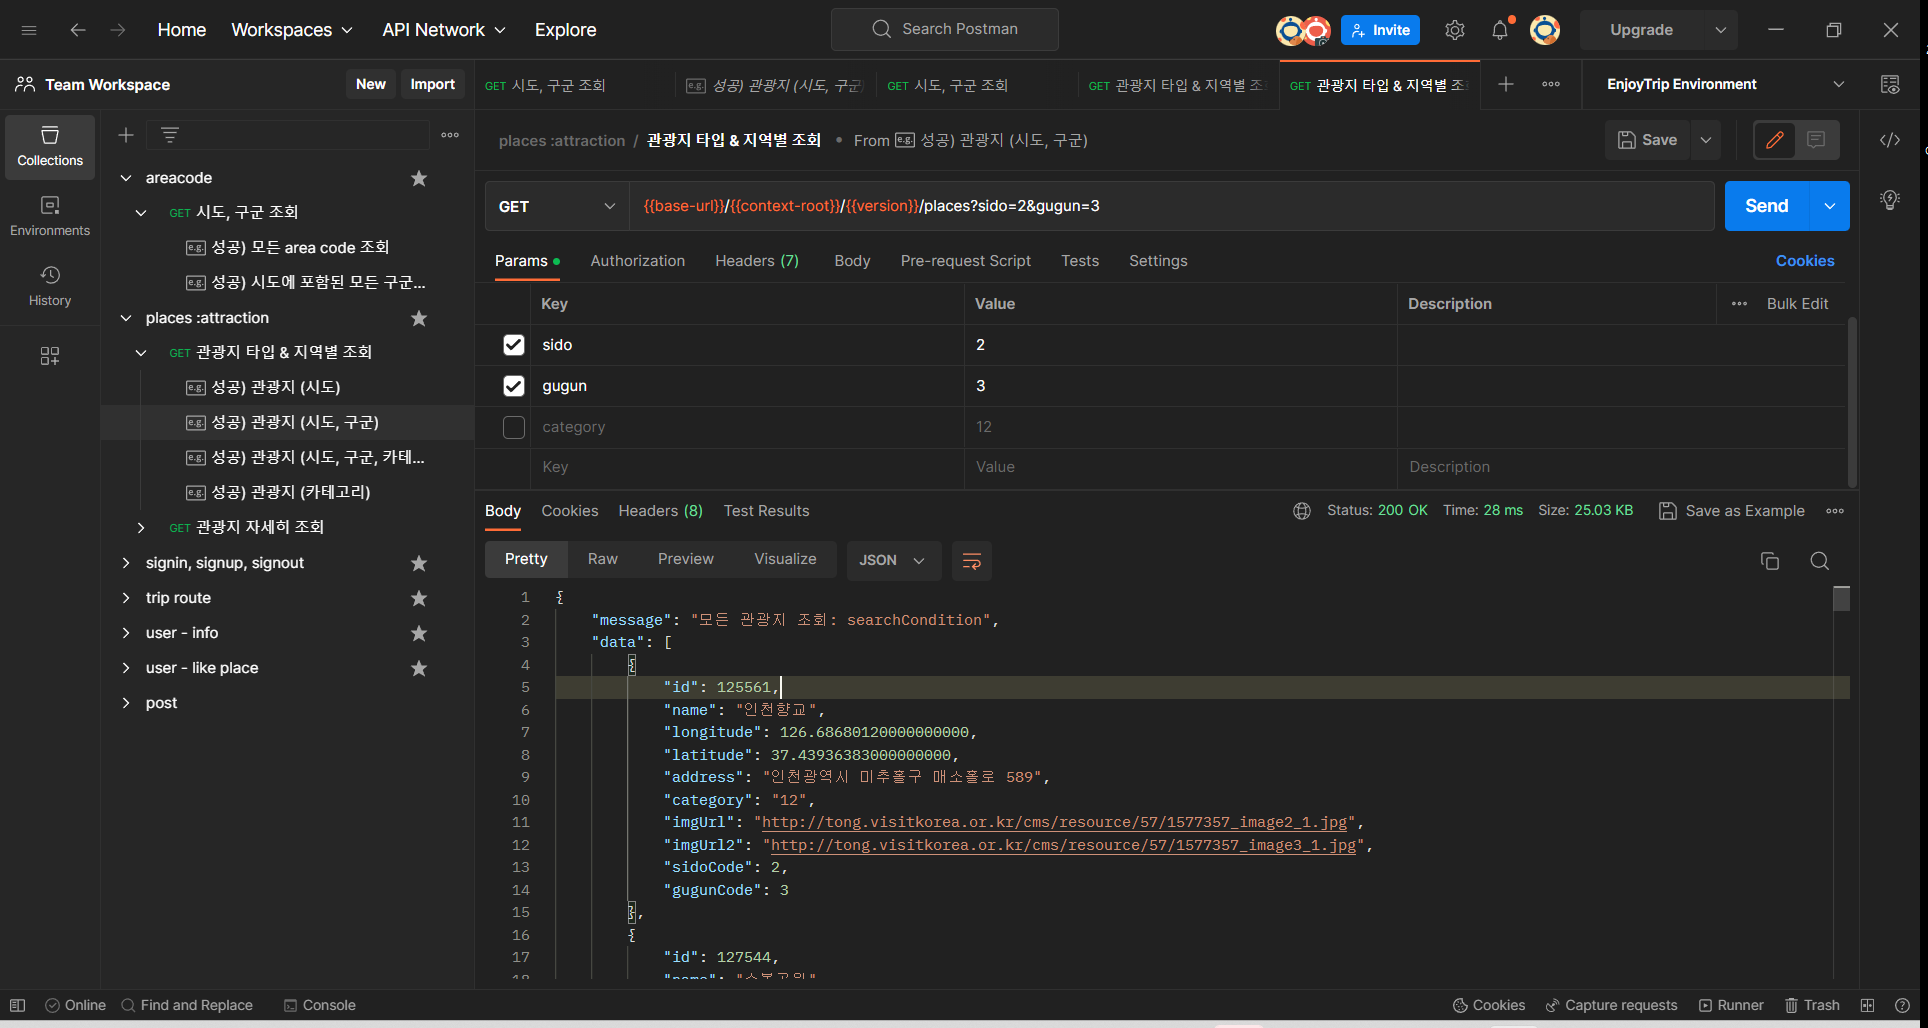 Home Workspaces API Network Explore Search Postman Invite Upgrade
Team Workspace New Import
GET 시도, 구군 조회 e.g. 성공) 관광지 (시도, 구군 GET 시도, 구군 조회 GET 관광지 타입 & 지역별 조 GET 관광지 타입 & 지역별 조 EnjoyTrip Environment
Collections
Environments
History
areacode
GET 시도, 구군 조회
e.g. 성공) 모든 area code 조회
e.g. 성공) 시도에 포함된 모든 구군...
places :attraction
GET 관광지 타입 & 지역별 조회
e.g. 성공) 관광지 (시도)
e.g. 성공) 관광지 (시도, 구군)
e.g. 성공) 관광지 (시도, 구군, 카테...
e.g. 성공) 관광지 (카테고리)
GET 관광지 자세히 조회
signin, signup, signout
trip route
user - info
user - like place
post
places :attraction / 관광지 타입 & 지역별 조회 • From e.g. 성공) 관광지 (시도, 구군) Save
GET {{base-url}}/{{context-root}}/{{version}}/places?sido=2&gugun=3 Send
Params Authorization Headers (7) Body Pre-request Script Tests Settings Cookies
Key Value Description Bulk Edit
sido 2
gugun 3
category 12
Key Value Description
Body Cookies Headers (8) Test Results Status: 200 OK Time: 28 ms Size: 25.03 KB Save as Example
Pretty Raw Preview Visualize JSON
1 {
2 "message": "모든 관광지 조회: searchCondition",
3 "data": [
4 {
5 "id": 125561,
6 "name": "인천향교",
7 "longitude": 126.68680120000000000,
8 "latitude": 37.43936383000000000,
9 "address": "인천광역시 미추홀구 매소홀로 589",
10 "category": "12",
11 "imgUrl": "http://tong.visitkorea.or.kr/cms/resource/57/1577357_image2_1.jpg",
12 "imgUrl2": "http://tong.visitkorea.or.kr/cms/resource/57/1577357_image3_1.jpg",
13 "sidoCode": 2,
14 "gugunCode": 3
15 },
16 {
17 "id": 127544,
18 "name":
Online Find and Replace Console Cookies Capture requests Runner Trash